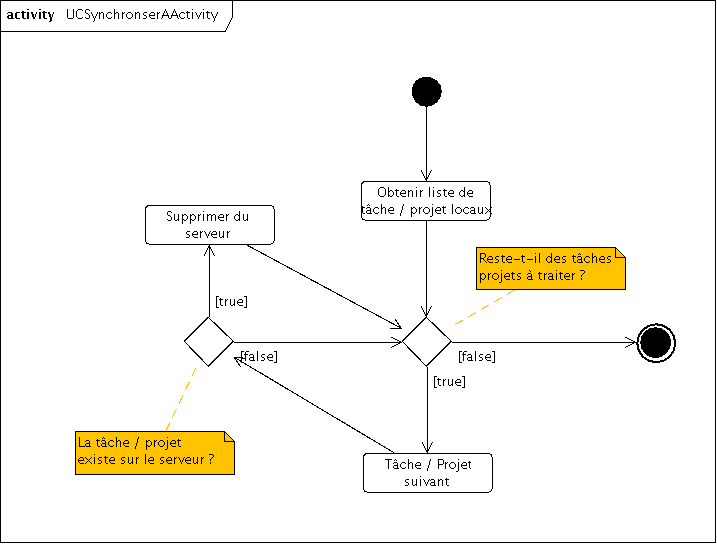 activity UCSynchronserAActivity
Obtenir liste de
tâche / projet locaux
Supprimer du
serveur
Reste-t-il des tâches
projets à traiter ?
[true]
[false]
[false]
[true]
La tâche / projet
existe sur le serveur ?
Tâche / Projet
suivant